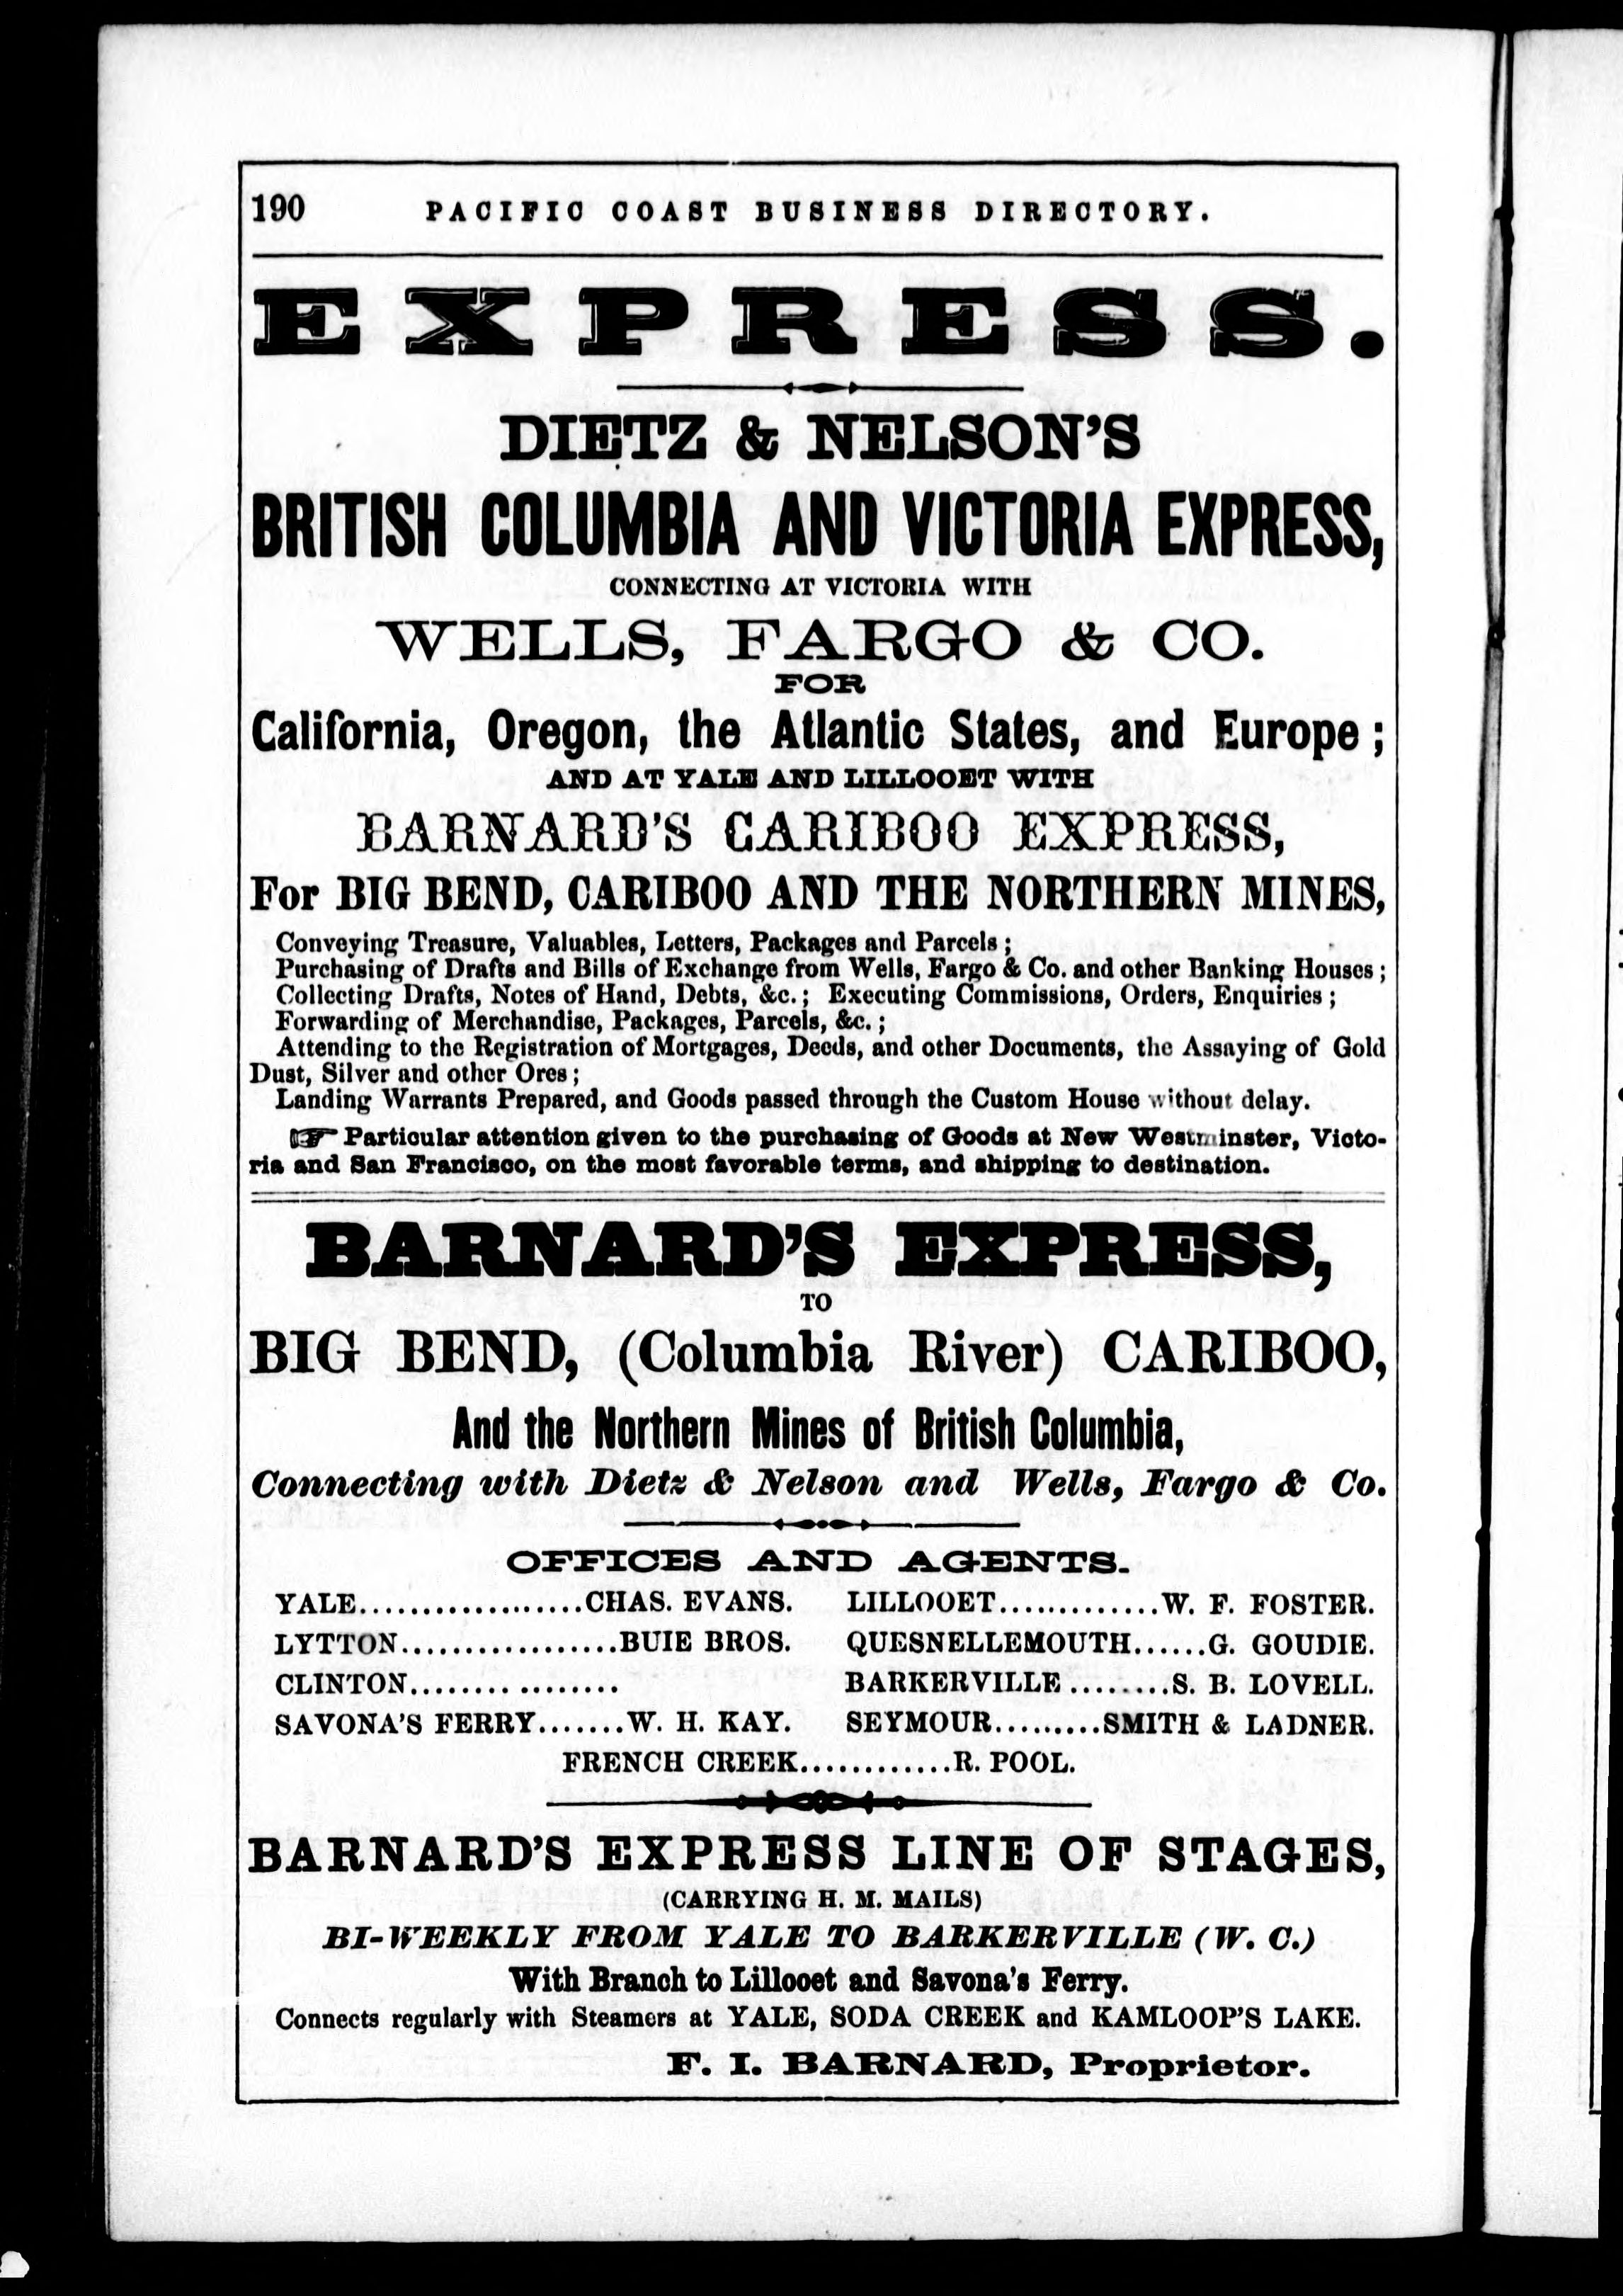 190 PACIFIC COAST BUSINESS DIRECTORY.
EXPRESS.
DIETZ & NELSON'S
BRITISH COLUMBIA AND VICTORIA EXPRESS,
CONNECTING AT VICTORIA WITH
WELLS, FARGO & CO.
FOR
California, Oregon, the Atlantic States, and Europe;
AND AT YALE AND LILLOOET WITH
BARNARD'S CARIBOO EXPRESS,
For BIG BEND, CARIBOO AND THE NORTHERN MINES,
Conveying Treasure, Valuables, Letters, Packages and Parcels;
Purchasing of Drafts and Bills of Exchange from Wells, Fargo & Co. and other Banking Houses;
Collecting Drafts, Notes of Hand, Debts, &c.; Executing Commissions, Orders, Enquiries;
Forwarding of Merchandise, Packages, Parcels, &c.;
Attending to the Registration of Mortgages, Deeds, and other Documents, the Assaying of Gold
Dust, Silver and other Ores;
Landing Warrants Prepared, and Goods passed through the Custom House without delay.
☞ Particular attention given to the purchasing of Goods at New Westminster, Victo-
ria and San Francisco, on the most favorable terms, and shipping to destination.
BARNARD'S EXPRESS,
TO
BIG BEND, (Columbia River) CARIBOO,
And the Northern Mines of British Columbia,
Connecting with Dietz & Nelson and Wells, Fargo & Co.
OFFICES AND AGENTS.
YALE..................CHAS. EVANS. LILLOOET.............W. F. FOSTER.
LYTTON.................BUIE BROS. QUESNELLEMOUTH......G. GOUDIE.
CLINTON................ BARKERVILLE........S. B. LOVELL.
SAVONA'S FERRY.......W. H. KAY. SEYMOUR.........SMITH & LADNER.
FRENCH CREEK............R. POOL.
BARNARD'S EXPRESS LINE OF STAGES,
(CARRYING H. M. MAILS)
BI-WEEKLY FROM YALE TO BARKERVILLE (W. C.)
With Branch to Lillooet and Savona's Ferry.
Connects regularly with Steamers at YALE, SODA CREEK and KAMLOOP'S LAKE.
F. I. BARNARD, Proprietor.